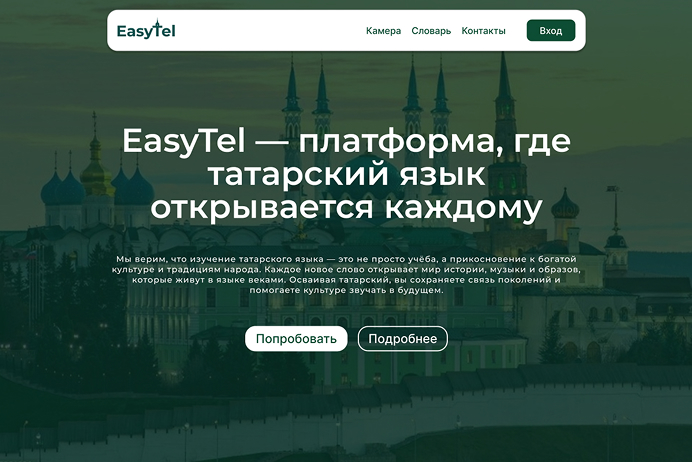 EasyTel
Камера Словарь Контакты Вход
EasyTel — платформа, где
татарский язык
открывается каждому
Мы верим, что изучение татарского языка — это не просто учёба, а прикосновение к богатой
культуре и традициям народа. Каждое новое слово открывает мир истории, музыки и образов,
которые живут в языке веками. Осваивая татарский, вы сохраняете связь поколений и
помогаете культуре звучать в будущем.
Попробовать Подробнее